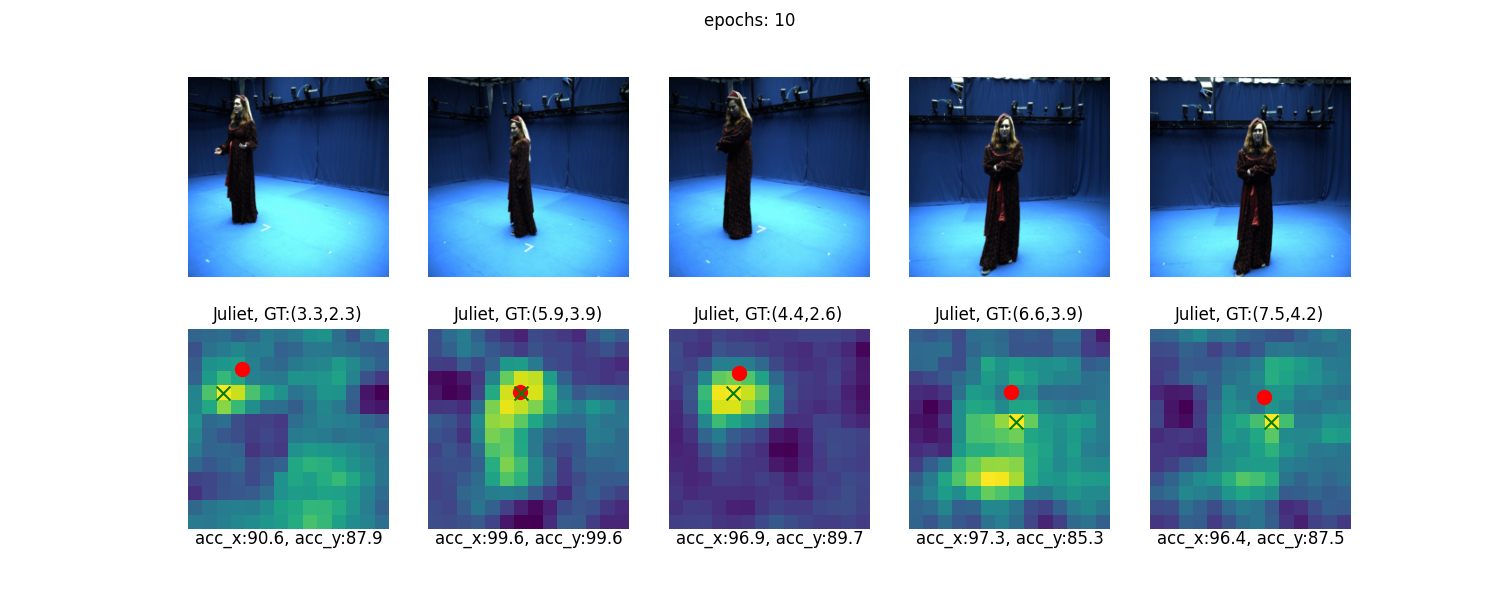 epochs: 10
Juliet, GT:(3.3,2.3)
Juliet, GT:(5.9,3.9)
Juliet, GT:(4.4,2.6)
Juliet, GT:(6.6,3.9)
Juliet, GT:(7.5,4.2)
acc_x:90.6, acc_y:87.9
acc_x:99.6, acc_y:99.6
acc_x:96.9, acc_y:89.7
acc_x:97.3, acc_y:85.3
acc_x:96.4, acc_y:87.5